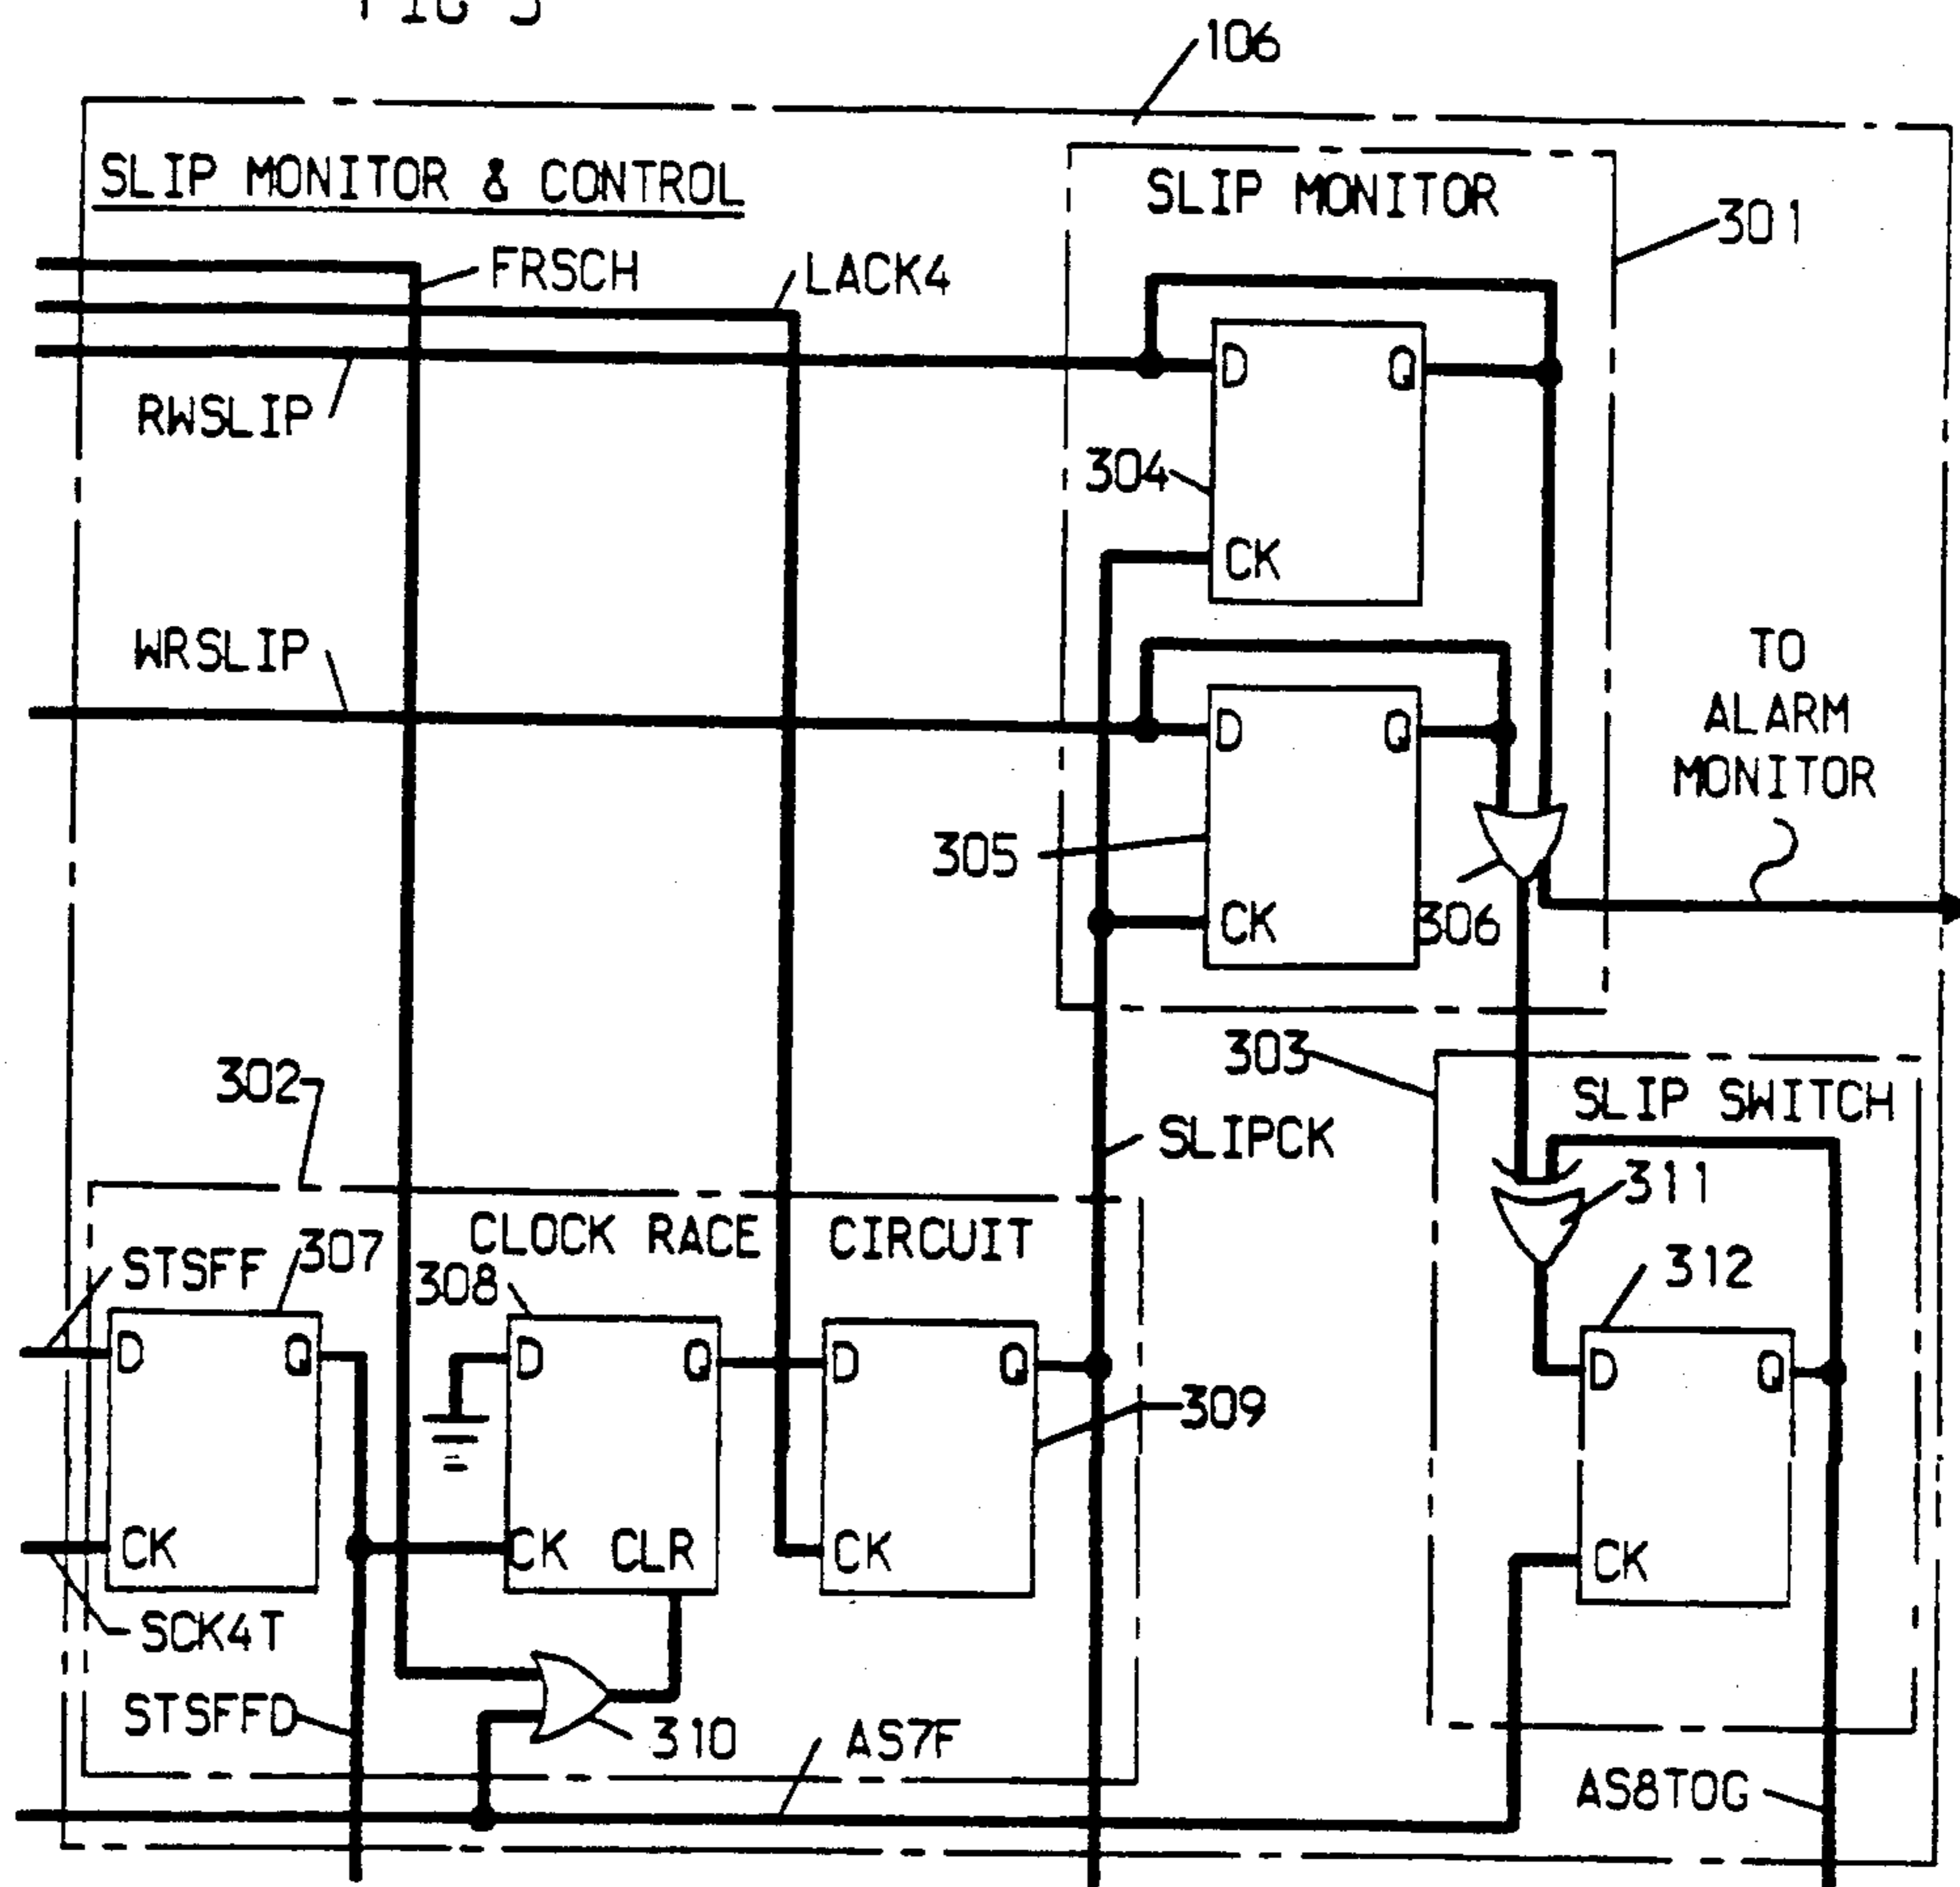 FIG 3
106
SLIP MONITOR & CONTROL
SLIP MONITOR
301
FRSCH
LACK4
RWSLIP
D
Q
304
CK
WRSLIP
TO
ALARM
MONITOR
D
Q
305
CK
306
303
302
SLIP SWITCH
SLIPCK
311
CLOCK RACE CIRCUIT
STSFF
307
308
312
D
Q
D
Q
D
Q
D
Q
309
CK
CK
CLR
CK
CK
SCK4T
STSFFD
310
AS7F
AS8TOG